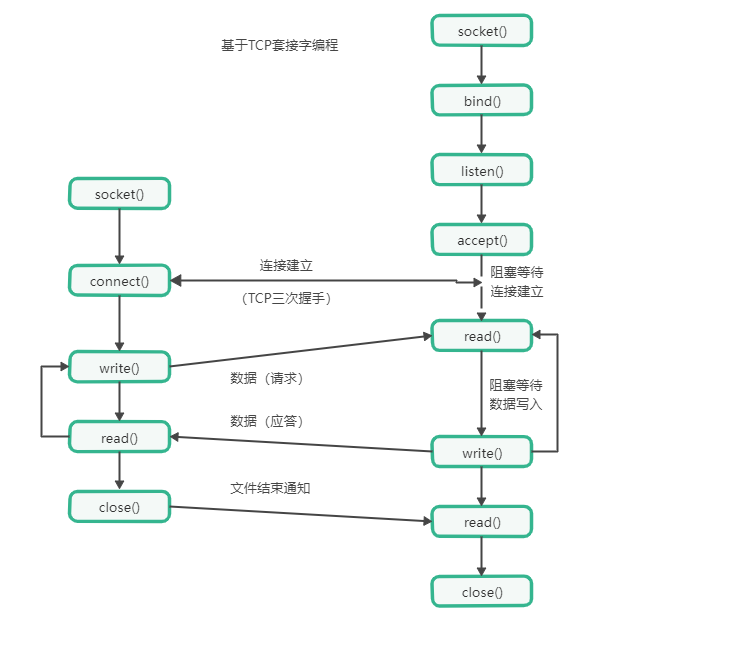 基于TCP套接字编程
socket()
bind()
listen()
socket()
accept()
连接建立
connect()
阻塞等待
连接建立
（TCP三次握手）
read()
write()
数据（请求）
阻塞等待
数据写入
数据（应答）
read()
write()
文件结束通知
close()
read()
close()